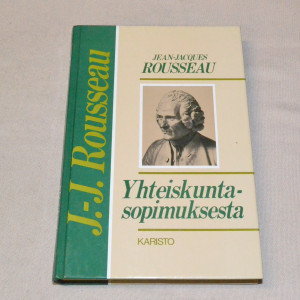 J.-J. Rousseau
JEAN-JACQUES
ROUSSEAU
Yhteiskunta-
sopimuksesta
KARISTO